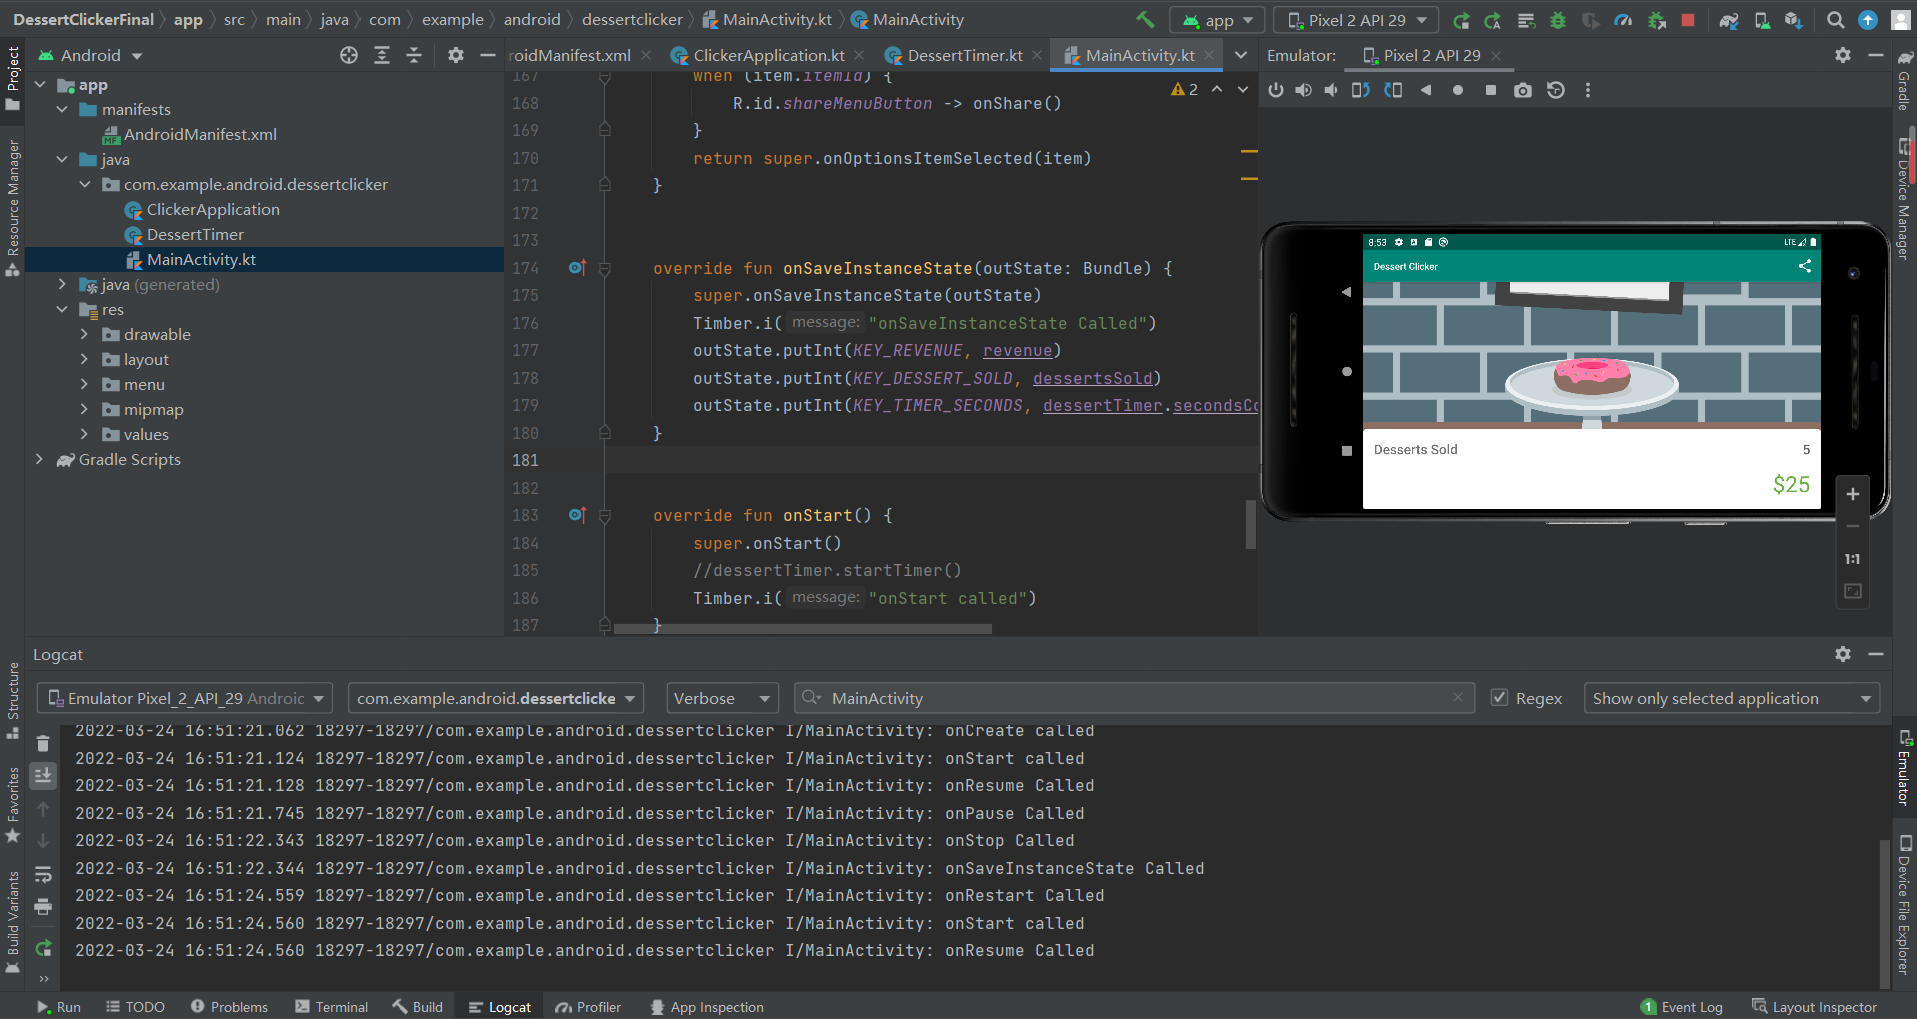 DessertClickerFinal app src main java com example android dessertclicker MainActivity.kt MainActivity
app Pixel 2 API 29
Project
Android
roidManifest.xml ClickerApplication.kt DessertTimer.kt MainActivity.kt
Emulator: Pixel 2 API 29
Gradle
app
manifests
AndroidManifest.xml
java
com.example.android.dessertclicker
ClickerApplication
DessertTimer
MainActivity.kt
java (generated)
res
drawable
layout
menu
mipmap
values
Gradle Scripts
Resource Manager
2
167 when (item.itemId) {
168 R.id.shareMenuButton -> onShare()
169 }
170 return super.onOptionsItemSelected(item)
171 }
172
173
174 override fun onSaveInstanceState(outState: Bundle) {
175 super.onSaveInstanceState(outState)
176 Timber.i( message: "onSaveInstanceState Called")
177 outState.putInt(KEY_REVENUE, revenue)
178 outState.putInt(KEY_DESSERT_SOLD, dessertsSold)
179 outState.putInt(KEY_TIMER_SECONDS, dessertTimer.secondsCo
180 }
181
182
183 override fun onStart() {
184 super.onStart()
185 //dessertTimer.startTimer()
186 Timber.i( message: "onStart called")
187 }
Device Manager
8:53 LTE
Dessert Clicker
Desserts Sold 5
$25
1:1
Logcat
Emulator Pixel_2_API_29 Androic com.example.android.dessertclicke Verbose MainActivity Regex Show only selected application
2022-03-24 16:51:21.062 18297-18297/com.example.android.dessertclicker I/MainActivity: onCreate called
2022-03-24 16:51:21.124 18297-18297/com.example.android.dessertclicker I/MainActivity: onStart called
2022-03-24 16:51:21.128 18297-18297/com.example.android.dessertclicker I/MainActivity: onResume Called
2022-03-24 16:51:21.745 18297-18297/com.example.android.dessertclicker I/MainActivity: onPause Called
2022-03-24 16:51:22.343 18297-18297/com.example.android.dessertclicker I/MainActivity: onStop Called
2022-03-24 16:51:22.344 18297-18297/com.example.android.dessertclicker I/MainActivity: onSaveInstanceState Called
2022-03-24 16:51:24.559 18297-18297/com.example.android.dessertclicker I/MainActivity: onRestart Called
2022-03-24 16:51:24.560 18297-18297/com.example.android.dessertclicker I/MainActivity: onStart called
2022-03-24 16:51:24.560 18297-18297/com.example.android.dessertclicker I/MainActivity: onResume Called
Structure
Favorites
Build Variants
Emulator
Device File Explorer
Run TODO Problems Terminal Build Logcat Profiler App Inspection 1 Event Log Layout Inspector